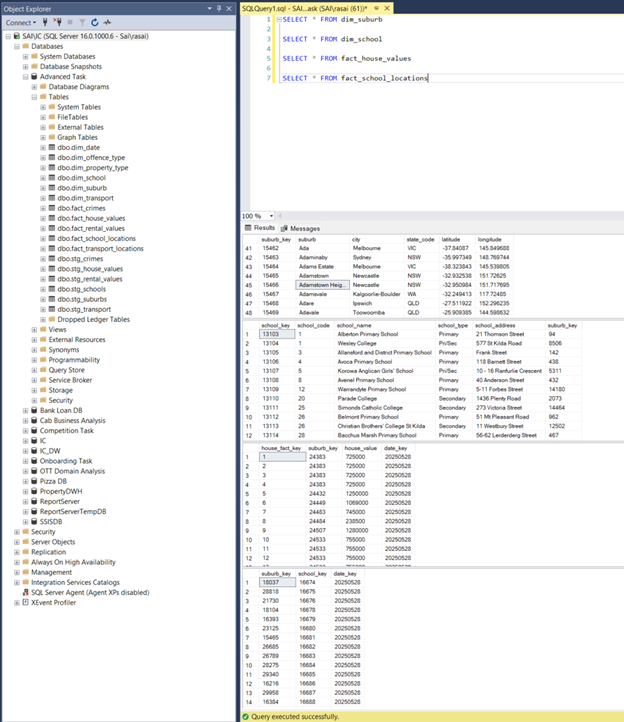 Object Explorer
Connect
SAI\IC (SQL Server 16.0.1000.6 - Sai\rasai)
Databases
System Databases
Database Snapshots
Advanced Task
Database Diagrams
Tables
System Tables
FileTables
External Tables
Graph Tables
dbo.dim_date
dbo.dim_offence_type
dbo.dim_property_type
dbo.dim_school
dbo.dim_suburb
dbo.dim_transport
dbo.fact_crimes
dbo.fact_house_values
dbo.fact_rental_values
dbo.fact_school_locations
dbo.fact_transport_locations
dbo.stg_crimes
dbo.stg_house_values
dbo.stg_rental_values
dbo.stg_schools
dbo.stg_suburbs
dbo.stg_transport
Dropped Ledger Tables
Views
External Resources
Synonyms
Programmability
Query Store
Service Broker
Storage
Security
Bank Loan DB
Cab Business Analysis
Competition Task
IC
IC_DW
Onboarding Task
OTT Domain Analysis
Pizza DB
PropertyDWH
ReportServer
ReportServerTempDB
SSISDB
Security
Server Objects
Replication
Always On High Availability
Management
Integration Services Catalogs
SQL Server Agent (Agent XPs disabled)
XEvent Profiler
SQLQuery1.sql - SAI...ask (SAI\rasai (61))*
1 SELECT * FROM dim_suburb
2
3 SELECT * FROM dim_school
4
5 SELECT * FROM fact_house_values
6
7 SELECT * FROM fact_school_locations
100 %
Results Messages
suburb_key suburb city state_code latitude longitude
41 15462 Ada Melbourne VIC -37.84087 145.849688
42 15463 Adaminaby Sydney NSW -35.997349 148.769744
43 15464 Adams Estate Melbourne VIC -38.323843 145.539805
44 15465 Adamstown Newcastle NSW -32.932538 151.72625
45 15466 Adamstown Heig... Newcastle NSW -32.950984 151.717695
46 15467 Adamsvale Kalgoorlie-Boulder WA -32.249413 117.72485
47 15468 Adare Ipswich QLD -27.511922 152.296235
48 15469 Adavale Toowoomba QLD -25.909385 144.598632
school_key school_code school_name school_type school_address suburb_key
1 13103 1 Alberton Primary School Primary 21 Thomson Street 94
2 13104 1 Wesley College Pri/Sec 577 St Kilda Road 8506
3 13105 3 Allansford and District Primary School Primary Frank Street 142
4 13106 4 Avoca Primary School Primary 118 Barnett Street 438
5 13107 5 Korowa Anglican Girls' School Pri/Sec 10 - 16 Ranfurlie Crescent 5311
6 13108 8 Avenel Primary School Primary 40 Anderson Street 432
7 13109 12 Warrandyte Primary School Primary 5-11 Forbes Street 14180
8 13110 20 Parade College Secondary 1436 Plenty Road 2073
9 13111 25 Simonds Catholic College Secondary 273 Victoria Street 14464
10 13112 26 Belmont Primary School Primary 51 Mt Pleasant Road 962
11 13113 26 Christian Brothers' College St Kilda Secondary 11 Westbury Street 12502
12 13114 28 Bacchus Marsh Primary School Primary 56-62 Lerderderg Street 467
house_fact_key suburb_key house_value date_key
1 1 24383 725000 20250528
2 2 24383 725000 20250528
3 3 24383 725000 20250528
4 4 24383 725000 20250528
5 5 24432 1250000 20250528
6 6 24449 1069000 20250528
7 7 24483 745000 20250528
8 8 24484 238500 20250528
9 9 24507 1280000 20250528
10 10 24533 755000 20250528
11 11 24533 755000 20250528
12 12 24533 755000 20250528
suburb_key school_key date_key
1 18037 16674 20250528
2 28818 16675 20250528
3 21730 16676 20250528
4 18104 16678 20250528
5 16393 16679 20250528
6 23125 16680 20250528
7 15465 16681 20250528
8 26685 16682 20250528
9 26789 16683 20250528
10 28275 16684 20250528
11 29340 16685 20250528
12 16216 16686 20250528
13 29958 16687 20250528
14 16384 16688 20250528
Query executed successfully.